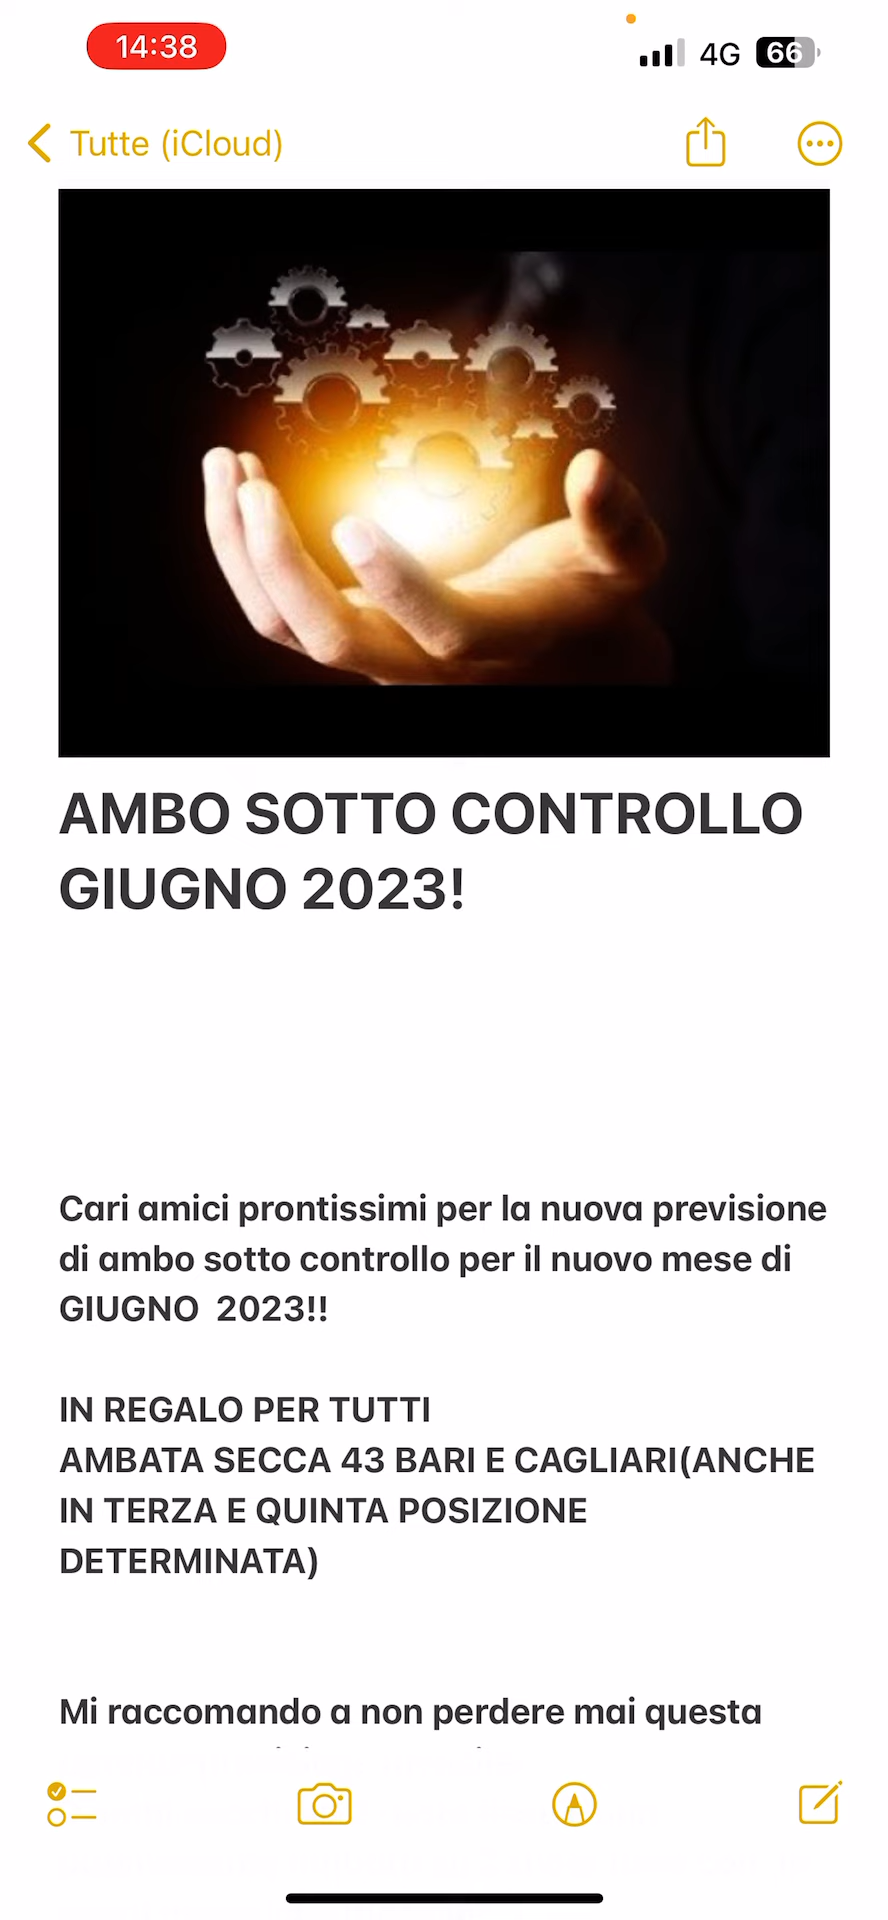 14:38
4G
66
Tutte (iCloud)
AMBO SOTTO CONTROLLO
GIUGNO 2023!
Cari amici prontissimi per la nuova previsione
di ambo sotto controllo per il nuovo mese di
GIUGNO  2023!!
IN REGALO PER TUTTI
AMBATA SECCA 43 BARI E CAGLIARI(ANCHE
IN TERZA E QUINTA POSIZIONE
DETERMINATA)
Mi raccomando a non perdere mai questa